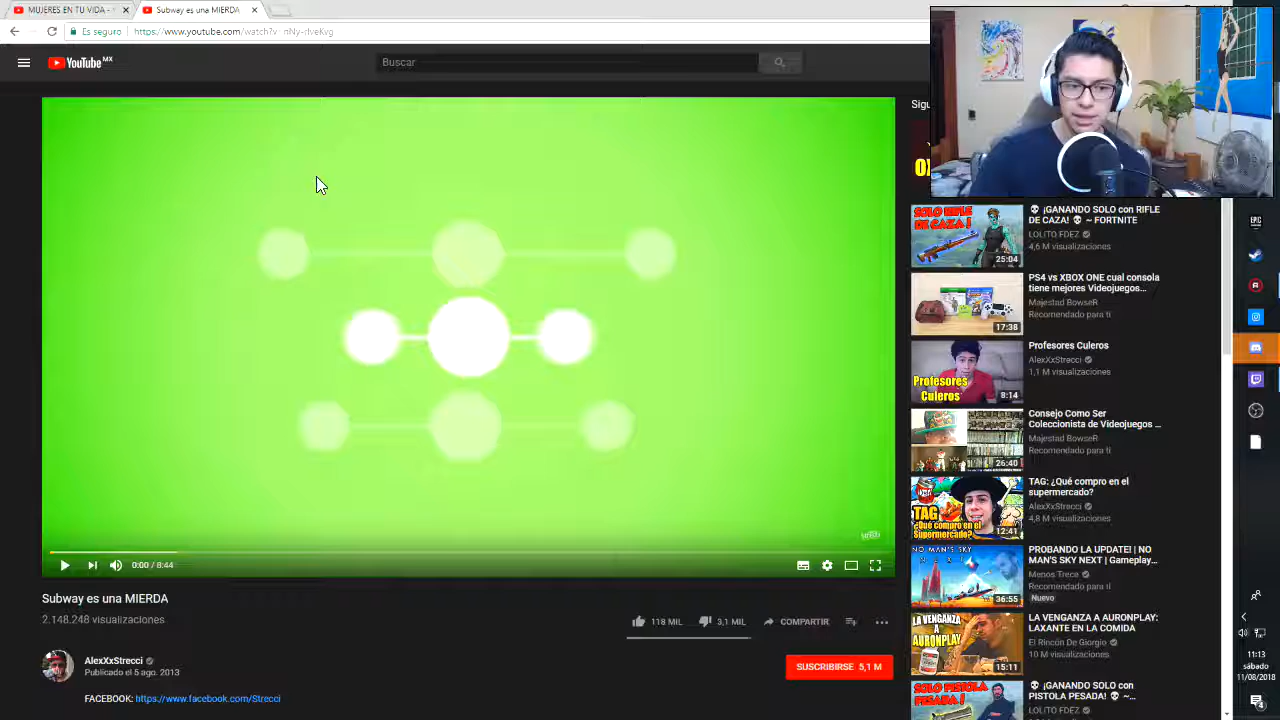 MUJERES EN TU VIDA -
Subway es una MIERDA
Es seguro
YouTube MX
Buscar
0:00 / 8:44
Subway es una MIERDA
2.148.248 visualizaciones
118 MIL
3,1 MIL
COMPARTIR
AlexXxStrecci
Publicado el 5 ago. 2013
SUSCRIBIRSE 5,1 M
FACEBOOK: https://www.facebook.com/Strecci
SOLO RIFLE
DE CAZA!
25:04
¡GANANDO SOLO con RIFLE
DE CAZA! ~ FORTNITE
LOLITO FDEZ
4,6 M visualizaciones
17:38
PS4 vs XBOX ONE cual consola
tiene mejores Videojuegos...
Majestad BowseR
Recomendado para ti
Profesores
Culeros
8:14
Profesores Culeros
AlexXxStrecci
1,1 M visualizaciones
26:40
Consejo Como Ser
Coleccionista de Videojuegos ...
Majestad BowseR
Recomendado para ti
TAG
¿Qué compro en el
Supermercado?
12:41
TAG: ¿Qué compro en el
supermercado?
AlexXxStrecci
4,8 M visualizaciones
NO MAN'S SKY
NEXT
36:55
PROBANDO LA UPDATE! | NO
MAN'S SKY NEXT | Gameplay...
Menos Trece
Recomendado para ti
Nuevo
LA VENGANZA
A
AURONPLAY
15:11
LA VENGANZA A AURONPLAY:
LAXANTE EN LA COMIDA
El Rincón De Giorgio
10 M visualizaciones
SOLO PISTOLA
PESADA!
¡GANANDO SOLO con
PISTOLA PESADA! ~...
LOLITO FDEZ
EPIC
11:13
sábado
11/08/2018